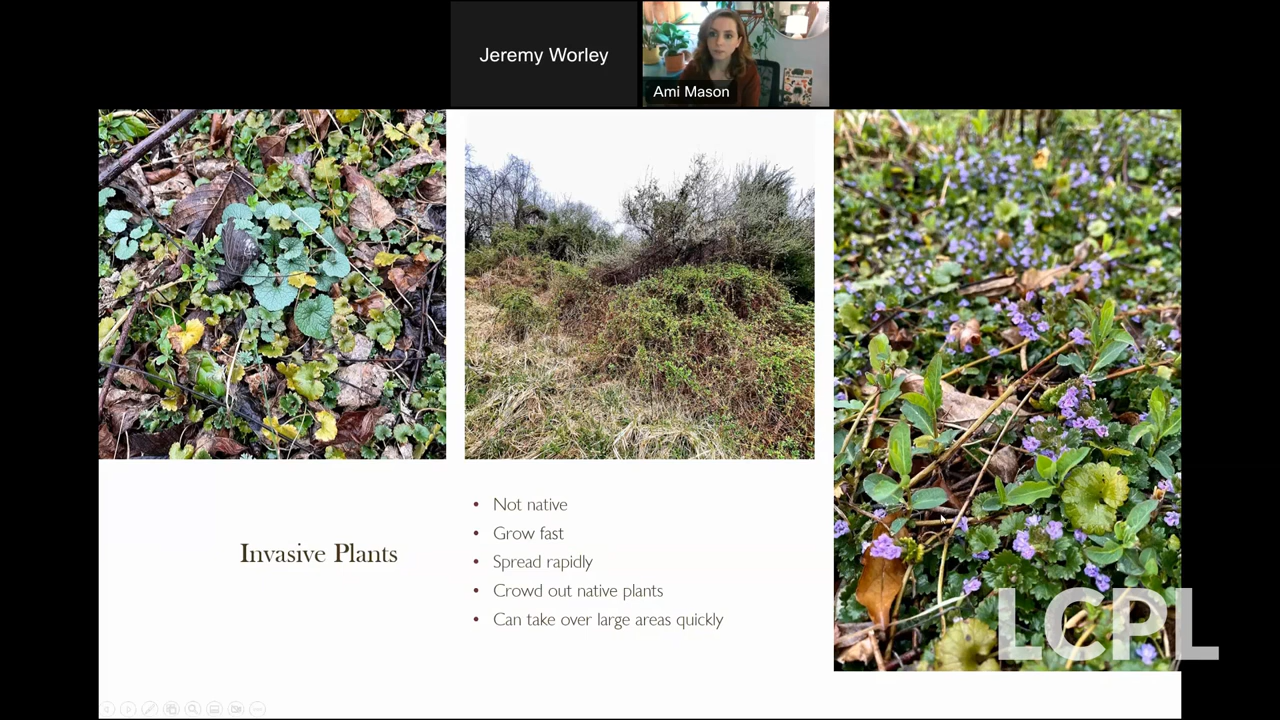 Jeremy Worley
Ami Mason
Invasive Plants
• Not native
• Grow fast
• Spread rapidly
• Crowd out native plants
• Can take over large areas quickly
LCPL